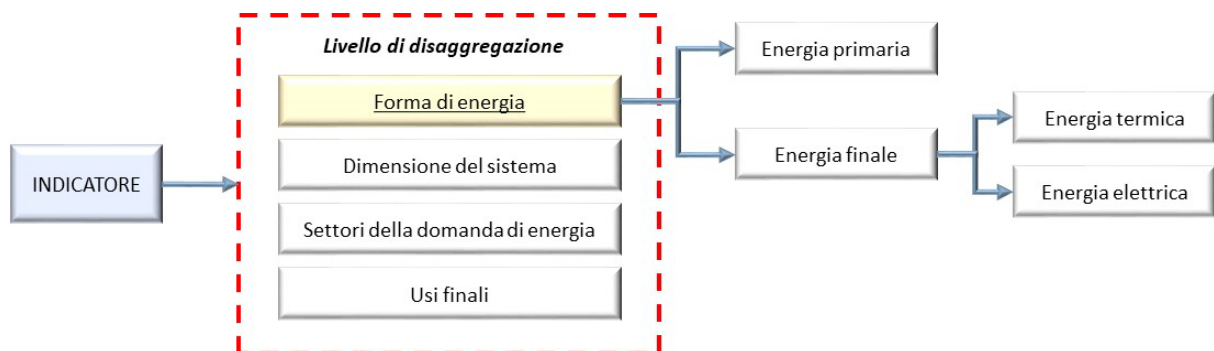 Livello di disaggregazione
Forma di energia
Dimensione del sistema
Settori della domanda di energia
Usi finali
INDICATORE
Energia primaria
Energia finale
Energia termica
Energia elettrica